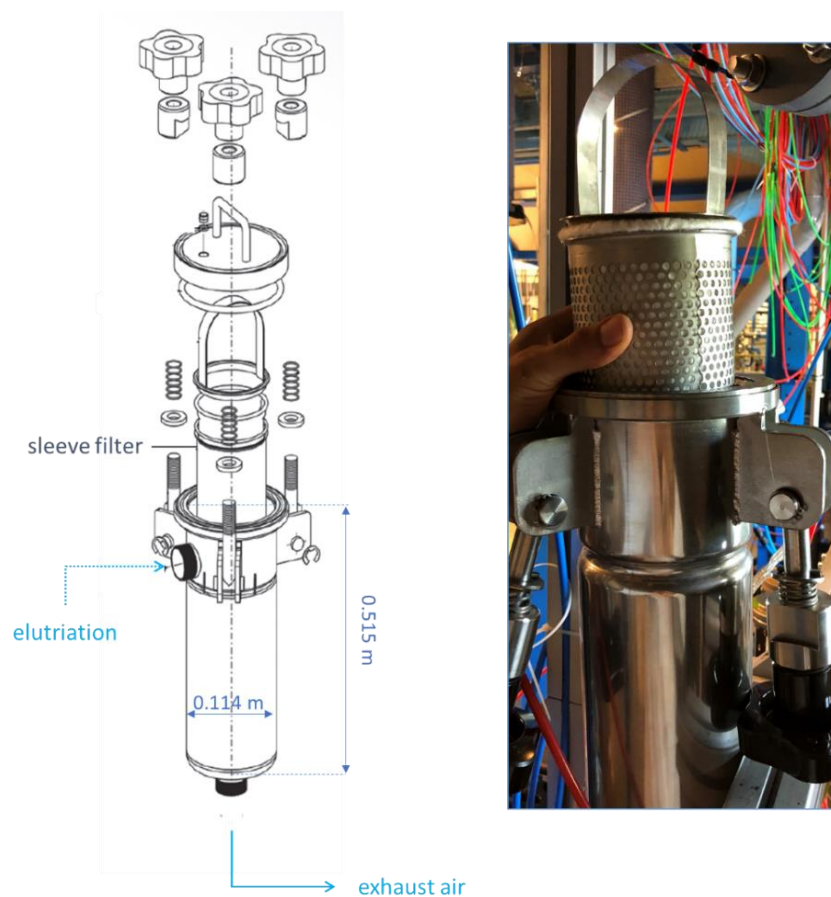 sleeve filter
elutriation
0.515 m
0.114 m
exhaust air